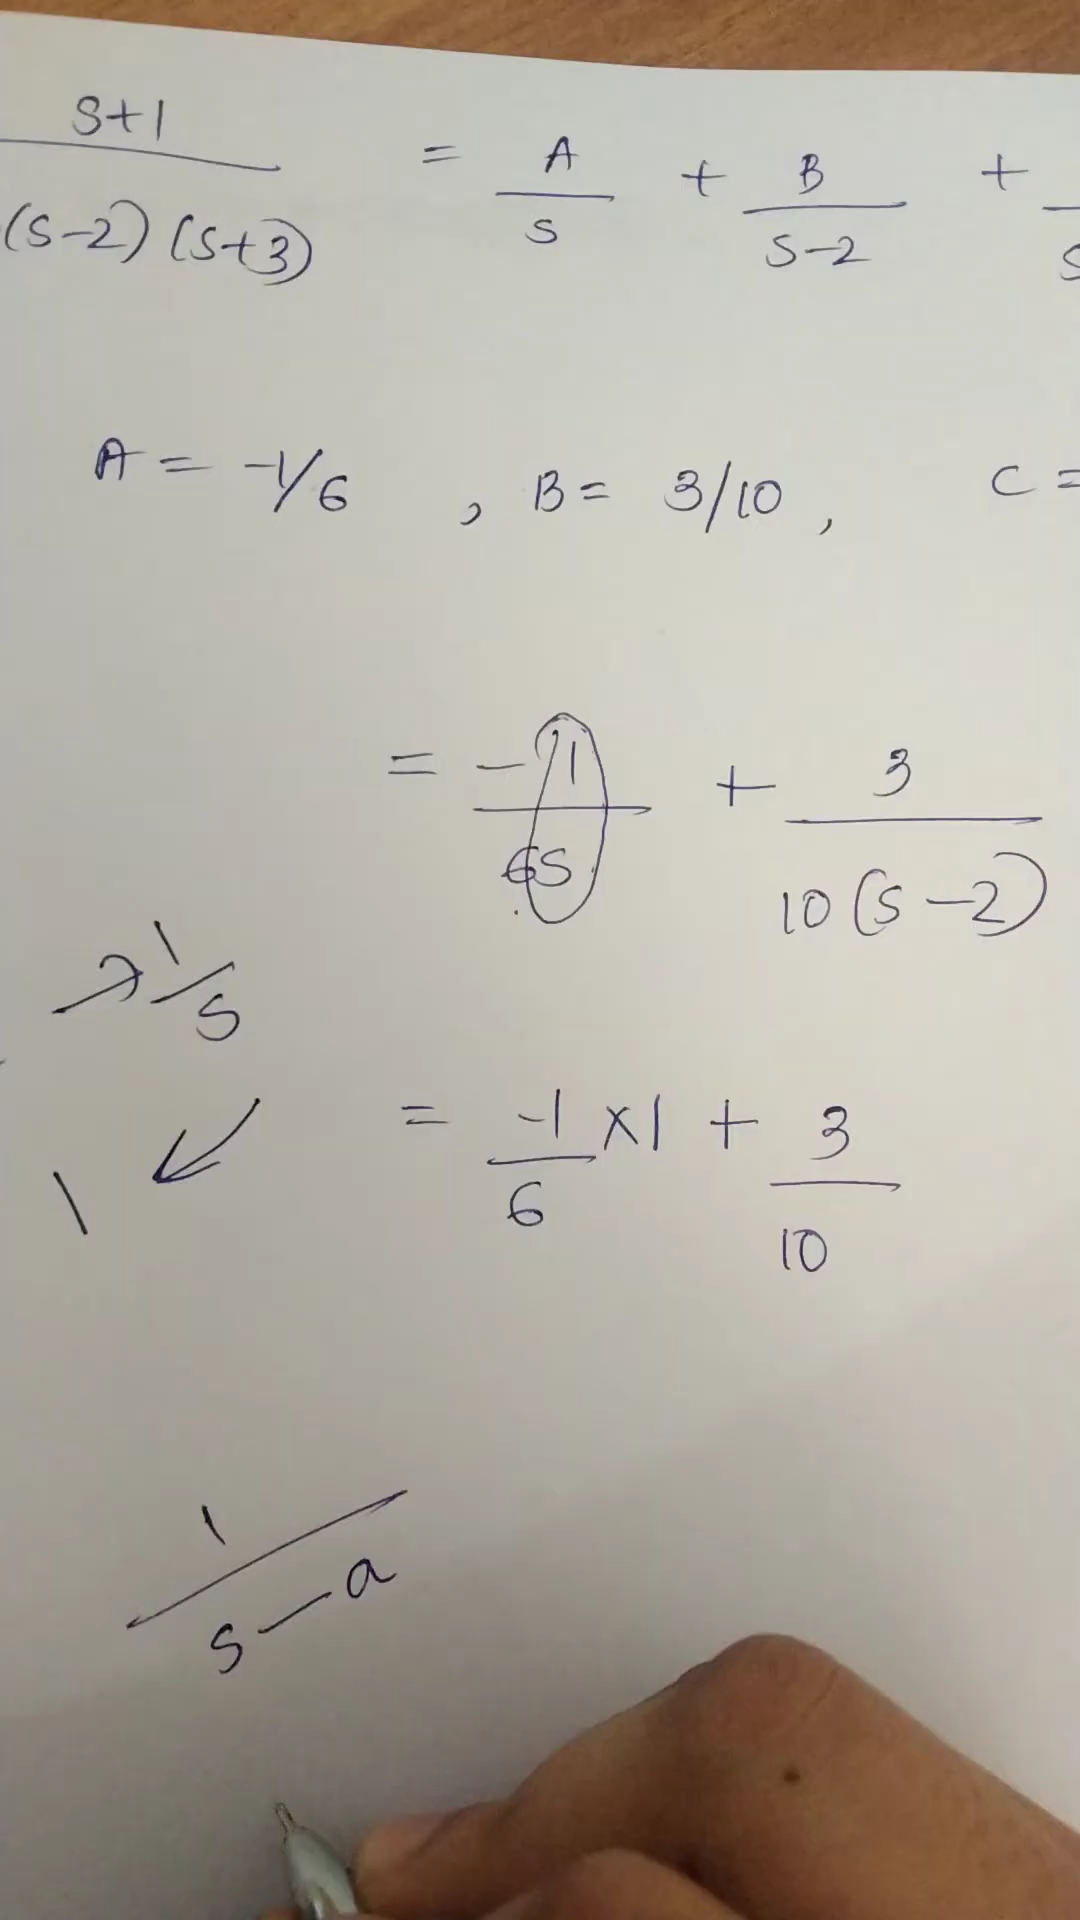 S+1 / (S-2) (S+3) = A/S + B/S-2 + /S
A = -1/6 , B = 3/10 , C =
= -1/6S + 3/10(S-2)
→ 1/S
= -1/6 ×1 + 3/10
1
1/S-a